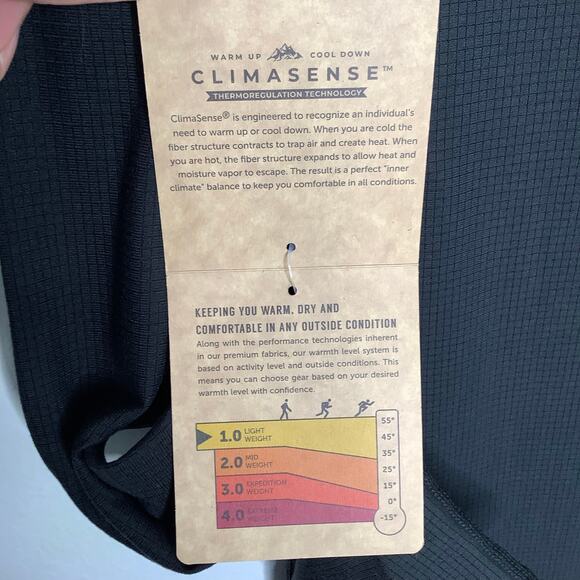 WARM UP COOL DOWN
CLIMASENSE™
THERMOREGULATION TECHNOLOGY
ClimaSense® is engineered to recognize an individual's
need to warm up or cool down. When you are cold the
fiber structure contracts to trap air and create heat. When
you are hot, the fiber structure expands to allow heat and
moisture vapor to escape. The result is a perfect "inner
climate" balance to keep you comfortable in all conditions.
KEEPING YOU WARM, DRY AND
COMFORTABLE IN ANY OUTSIDE CONDITION
Along with the performance technologies inherent
in our premium fabrics, our warmth level system is
based on activity level and outside conditions. This
means you can choose gear based on your desired
warmth level with confidence.
1.0 LIGHT WEIGHT
2.0 MID WEIGHT
3.0 EXPEDITION WEIGHT
4.0 EXTREME WEIGHT
55°
45°
35°
25°
15°
0°
-15°